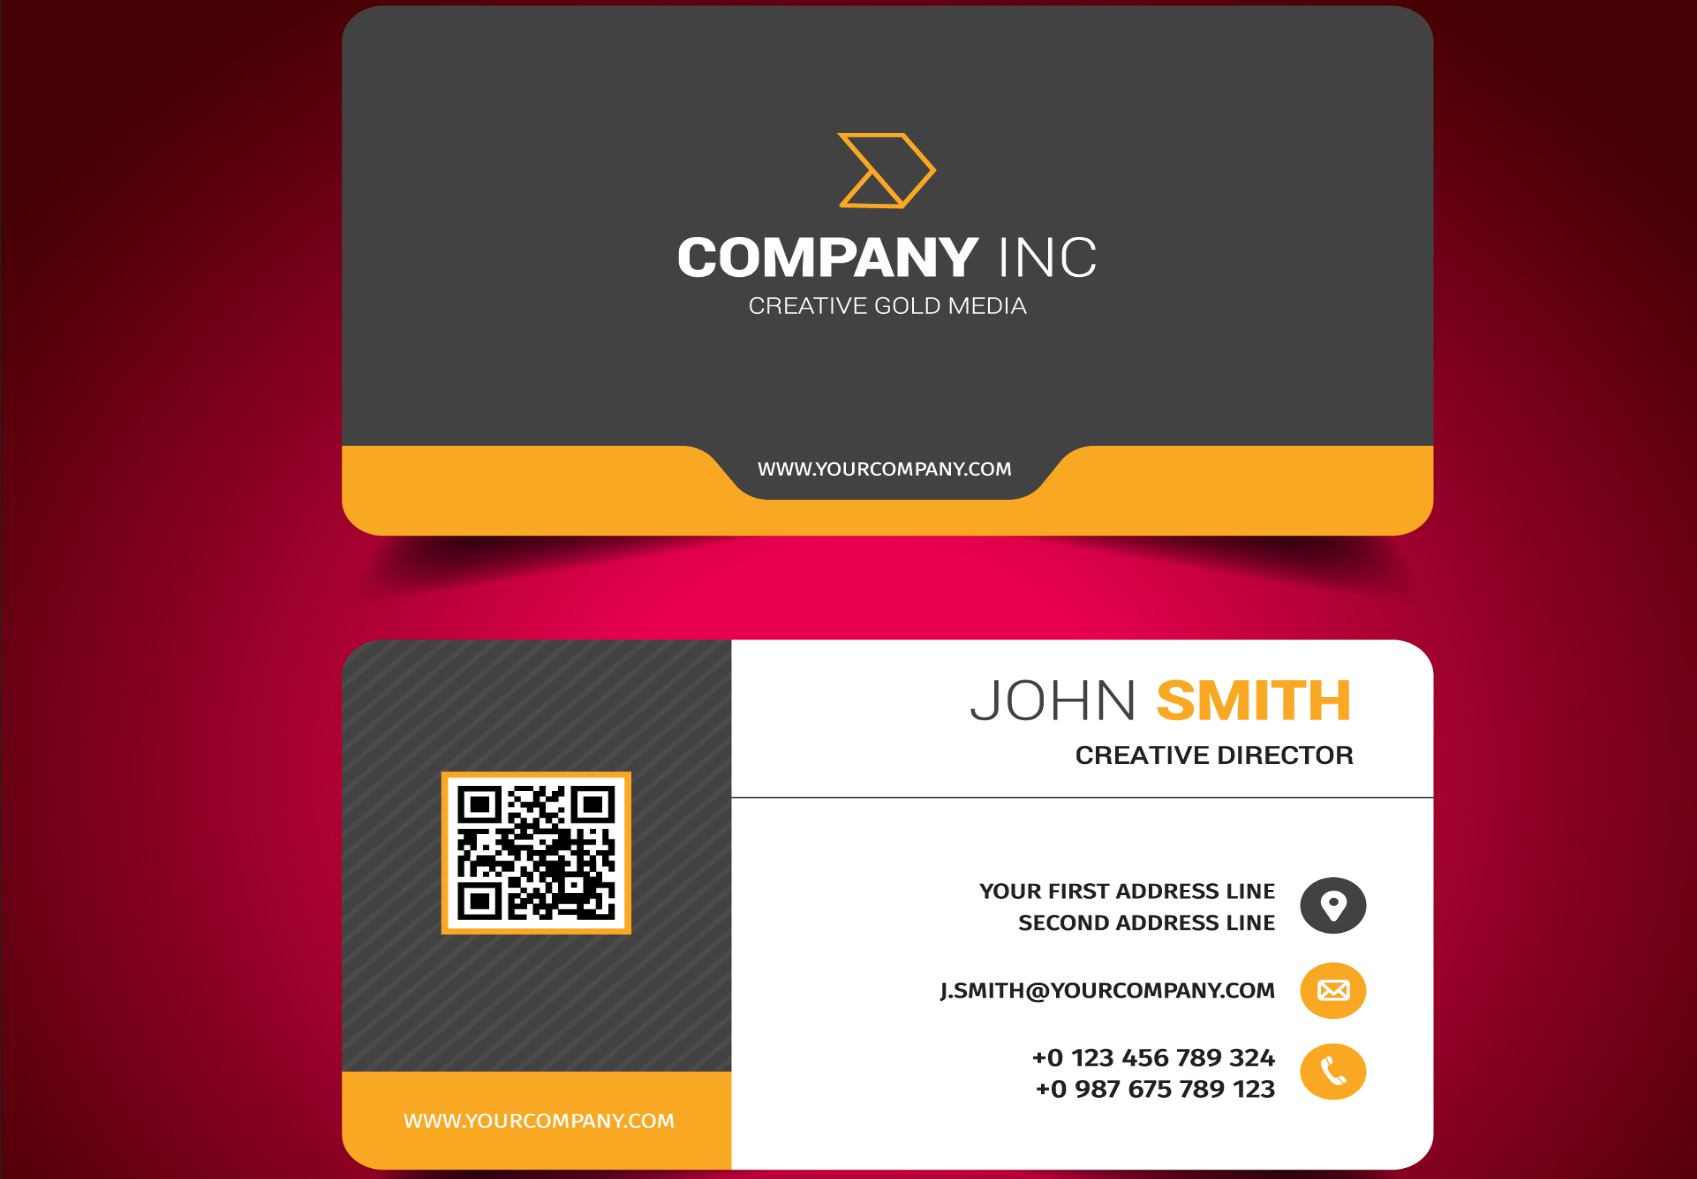 COMPANY INC
CREATIVE GOLD MEDIA
WWW.YOURCOMPANY.COM
JOHN SMITH
CREATIVE DIRECTOR
YOUR FIRST ADDRESS LINE
SECOND ADDRESS LINE
J.SMITH@YOURCOMPANY.COM
+0 123 456 789 324
+0 987 675 789 123
WWW.YOURCOMPANY.COM